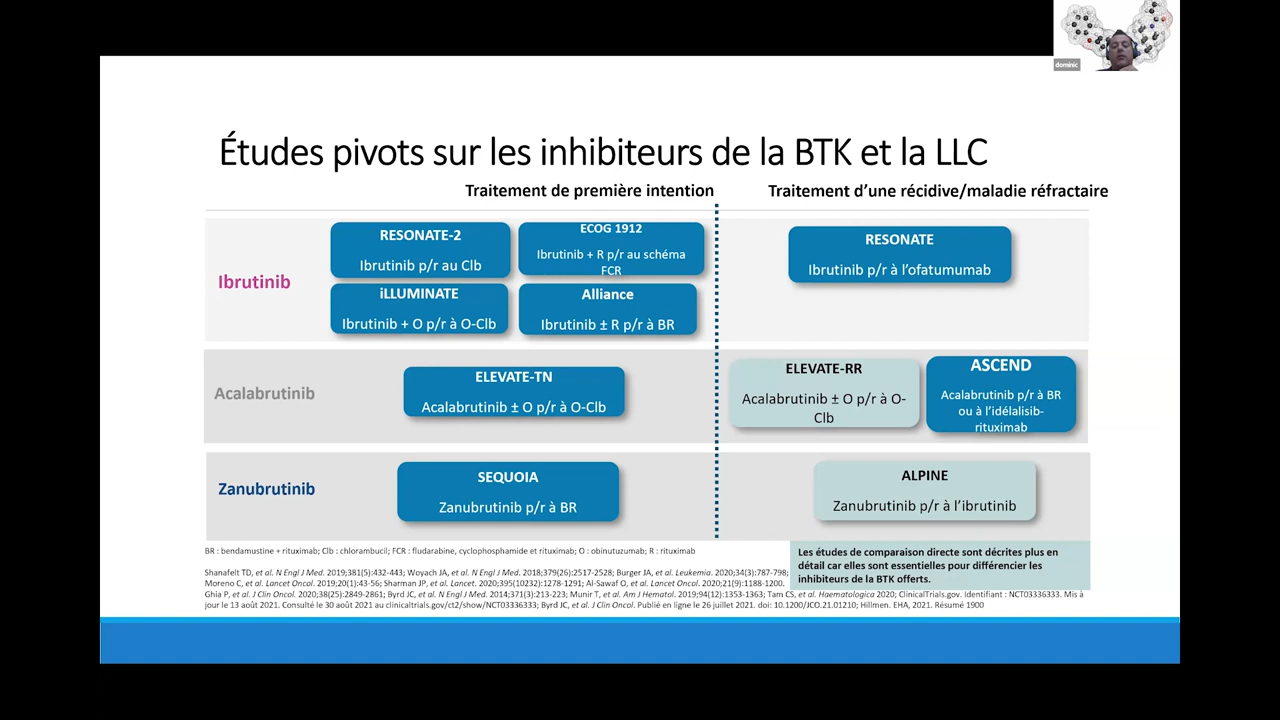 dominic
Études pivots sur les inhibiteurs de la BTK et la LLC
Traitement de première intention
Traitement d’une récidive/maladie réfractaire
Ibrutinib
RESONATE-2
Ibrutinib p/r au Clb
ECOG 1912
Ibrutinib + R p/r au schéma
FCR
iLLUMINATE
Ibrutinib + O p/r à O-Clb
Alliance
Ibrutinib ± R p/r à BR
RESONATE
Ibrutinib p/r à l’ofatumumab
Acalabrutinib
ELEVATE-TN
Acalabrutinib ± O p/r à O-Clb
ELEVATE-RR
Acalabrutinib ± O p/r à O-
Clb
ASCEND
Acalabrutinib p/r à BR
ou à l’idélalisib-
rituximab
Zanubrutinib
SEQUOIA
Zanubrutinib p/r à BR
ALPINE
Zanubrutinib p/r à l’ibrutinib
BR : bendamustine + rituximab; Clb : chlorambucil; FCR : fludarabine, cyclophosphamide et rituximab; O : obinutuzumab; R : rituximab
Les études de comparaison directe sont décrites plus en
détail car elles sont essentielles pour différencier les
inhibiteurs de la BTK offerts.
Shanafelt TD, et al. N Engl J Med. 2019;381(5):432-443; Woyach JA, et al. N Engl J Med. 2018;379(26):2517-2528; Burger JA, et al. Leukemia. 2020;34(3):787-798;
Moreno C, et al. Lancet Oncol. 2019;20(1):43-56; Sharman JP, et al. Lancet. 2020;395(10232):1278-1291; Al-Sawaf O, et al. Lancet Oncol. 2020;21(9):1188-1200.
Ghia P, et al. J Clin Oncol. 2020;38(25):2849-2861; Byrd JC, et al. N Engl J Med. 2014;371(3):213-223; Munir T, et al. Am J Hematol. 2019;94(12):1353-1363; Tam CS, et al. Haematologica 2020; ClinicalTrials.gov. Identifiant : NCT03336333. Mis à
jour le 13 août 2021. Consulté le 30 août 2021 au clinicaltrials.gov/ct2/show/NCT03336333; Byrd JC, et al. J Clin Oncol. Publié en ligne le 26 juillet 2021. doi: 10.1200/JCO.21.01210; Hillmen. EHA, 2021. Résumé 1900